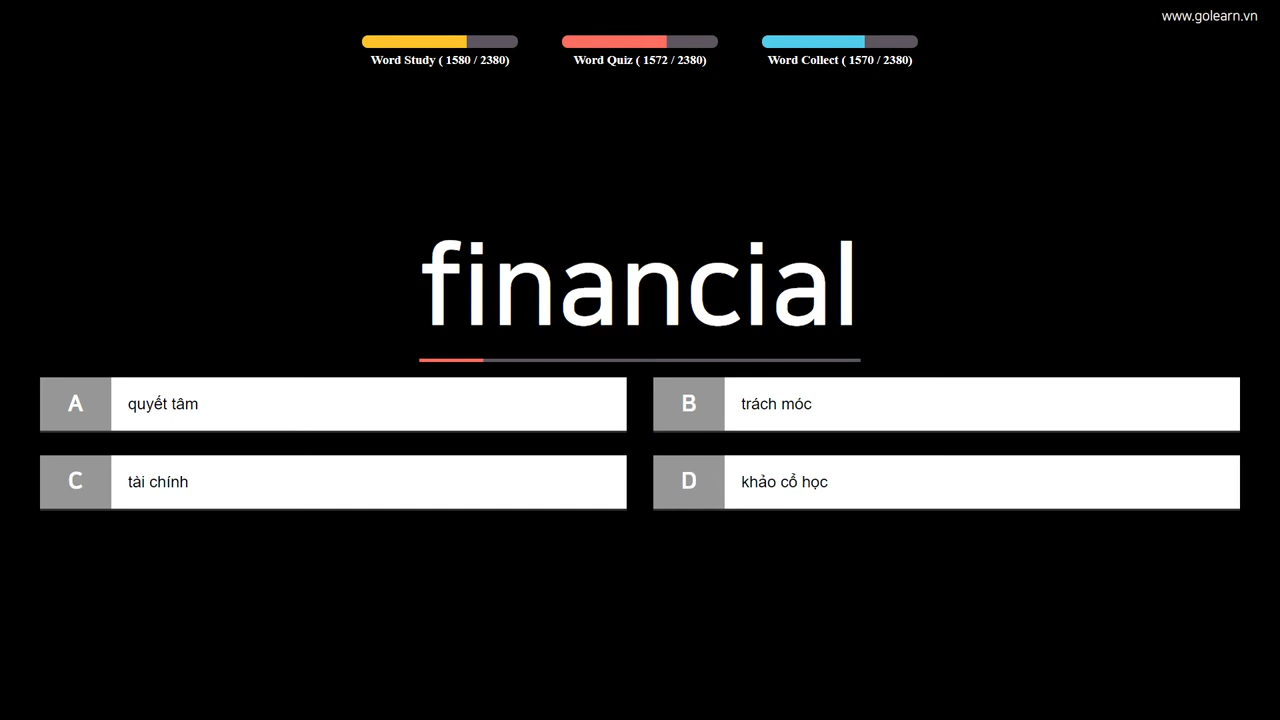 www.golearn.vn
Word Study ( 1580 / 2380)
Word Quiz ( 1572 / 2380)
Word Collect ( 1570 / 2380)
financial
A quyết tâm
B trách móc
C tài chính
D khảo cổ học